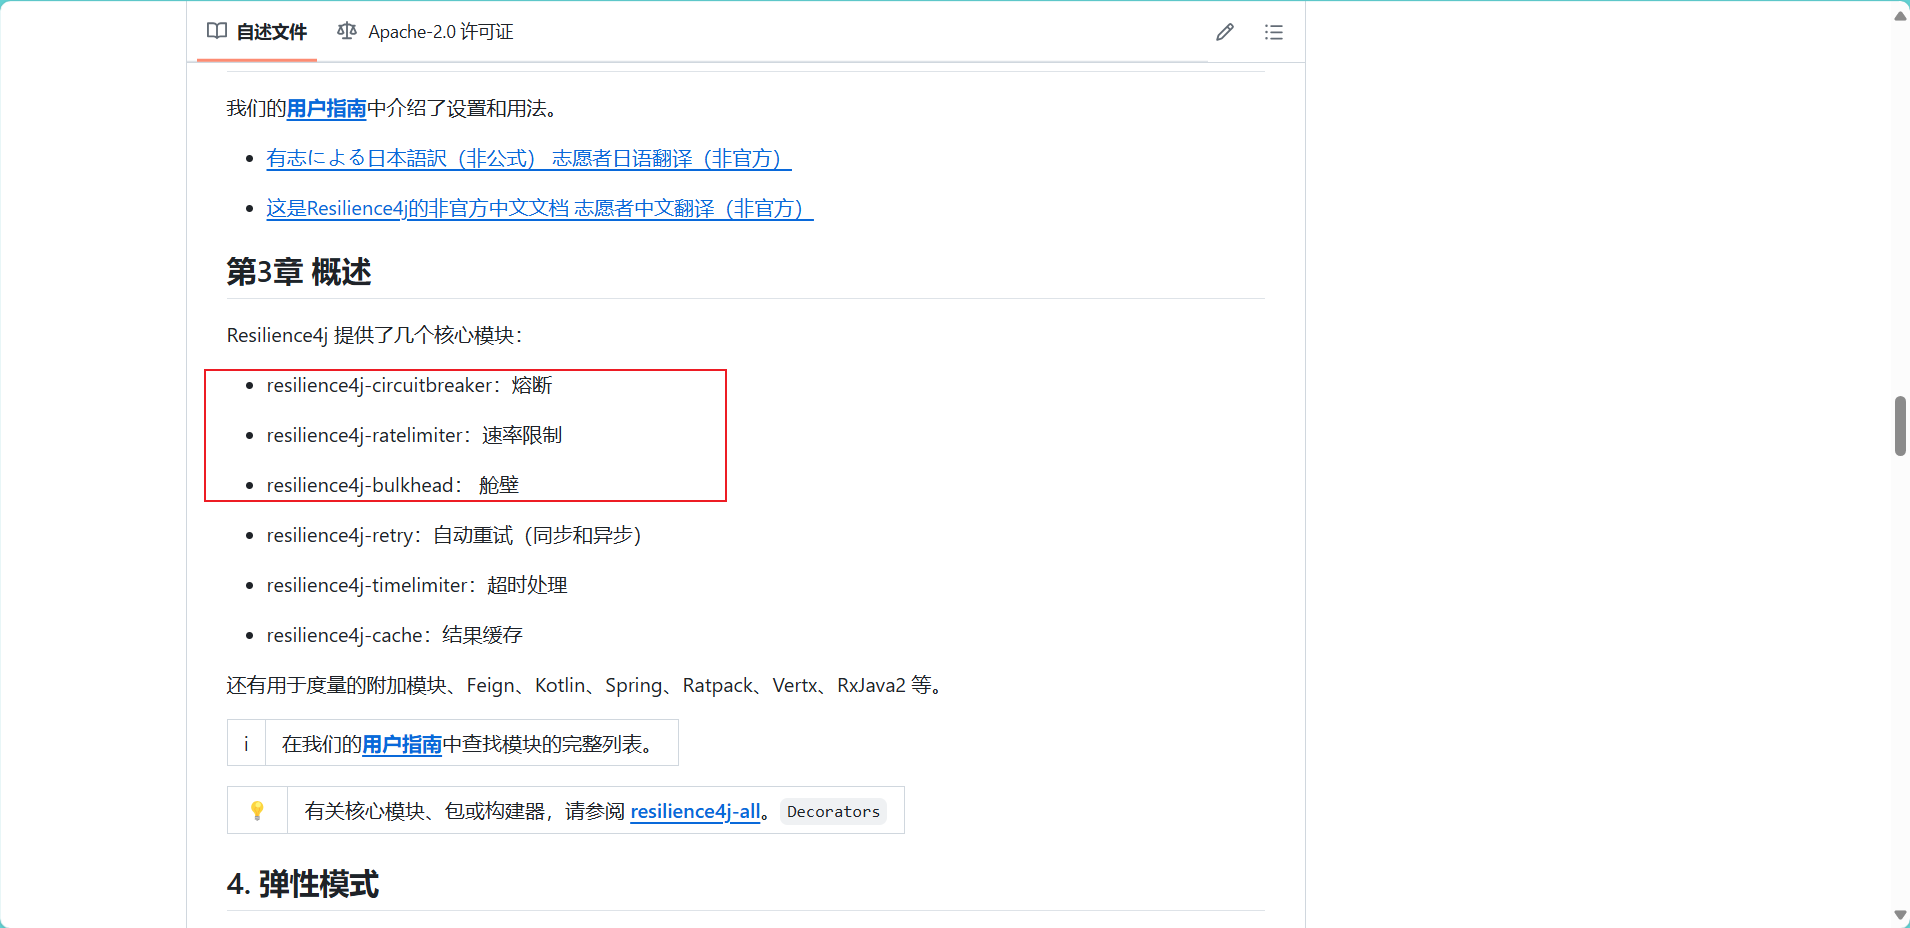 自述文件
Apache-2.0 许可证
我们的用户指南中介绍了设置和用法。
有志による日本語訳（非公式） 志愿者日语翻译（非官方）
这是Resilience4j的非官方中文文档 志愿者中文翻译（非官方）
第3章 概述
Resilience4j 提供了几个核心模块：
resilience4j-circuitbreaker：熔断
resilience4j-ratelimiter：速率限制
resilience4j-bulkhead： 舱壁
resilience4j-retry：自动重试（同步和异步）
resilience4j-timelimiter：超时处理
resilience4j-cache：结果缓存
还有用于度量的附加模块、Feign、Kotlin、Spring、Ratpack、Vertx、RxJava2 等。
i 在我们的用户指南中查找模块的完整列表。
有关核心模块、包或构建器，请参阅 resilience4j-all。 Decorators
4. 弹性模式